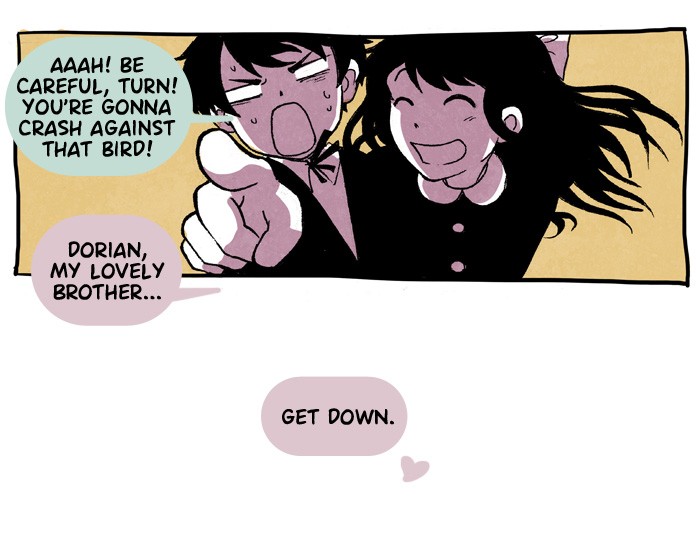 AAAH! BE
CAREFUL, TURN!
YOU'RE GONNA
CRASH AGAINST
THAT BIRD!
DORIAN,
MY LOVELY
BROTHER...
GET DOWN.